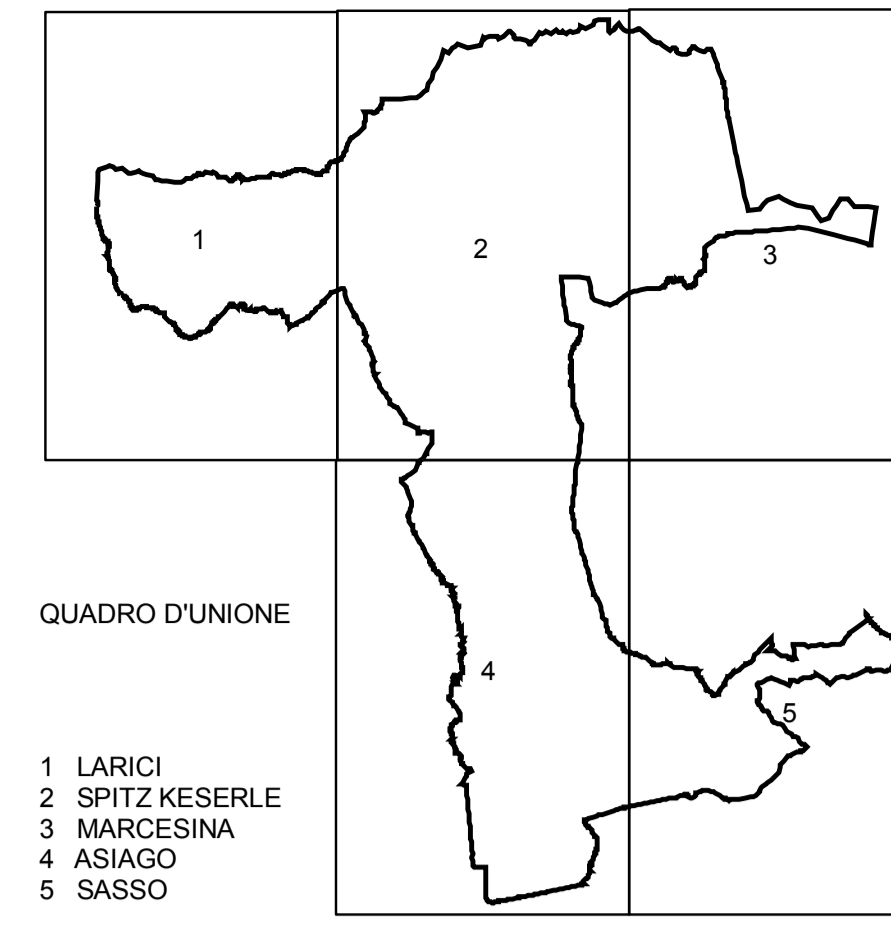 1
2
3
QUADRO D'UNIONE
4
5
1 LARICI
2 SPITZ KESERLE
3 MARCESINA
4 ASIAGO
5 SASSO